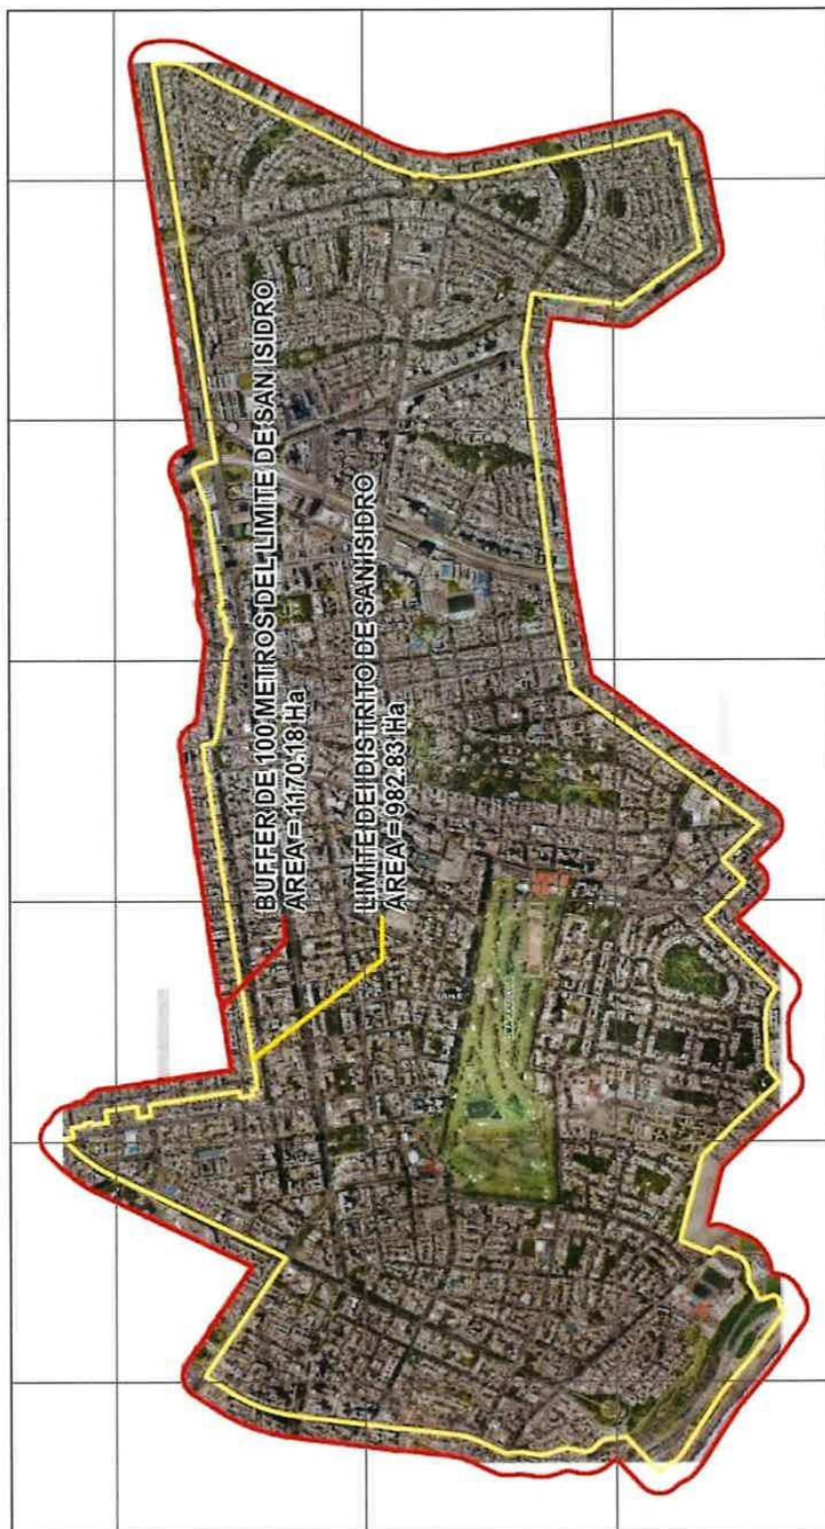 BUFFER DE 100 METROS DEL LIMITE DE SAN ISIDRO
AREA = 1170.18 Ha
LIMITE DEL DISTRITO DE SAN ISIDRO
AREA = 982.83 Ha